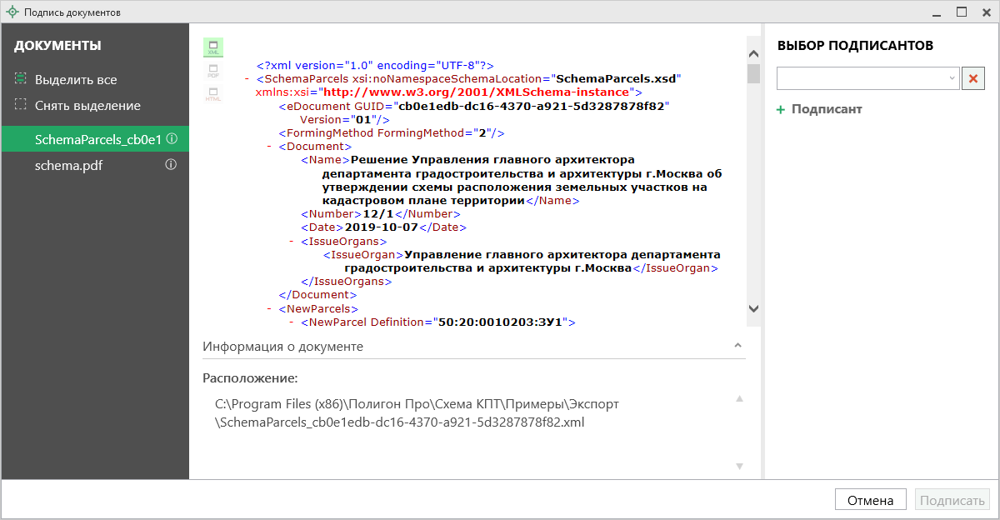 Подпись документов
ДОКУМЕНТЫ
Выделить все
Снять выделение
SchemaParcels_cb0e1
schema.pdf
XML
PDF
HTML
<?xml version="1.0" encoding="UTF-8"?>
- <SchemaParcels xsi:noNamespaceSchemaLocation="SchemaParcels.xsd"
xmlns:xsi="http://www.w3.org/2001/XMLSchema-instance">
<eDocument GUID="cb0e1edb-dc16-4370-a921-5d3287878f82"
Version="01"/>
<FormingMethod FormingMethod="2"/>
- <Document>
<Name>Решение Управления главного архитектора
департамента градостроительства и архитектуры г.Москва об
утверждении схемы расположения земельных участков на
кадастровом плане территории</Name>
<Number>12/1</Number>
<Date>2019-10-07</Date>
- <IssueOrgans>
<IssueOrgan>Управление главного архитектора департамента
градостроительства и архитектуры г.Москва</IssueOrgan>
</IssueOrgans>
</Document>
- <NewParcels>
- <NewParcel Definition="50:20:0010203:ЗУ1">
Информация о документе
Расположение:
C:\Program Files (x86)\Полигон Про\Схема КПТ\Примеры\Экспорт
\SchemaParcels_cb0e1edb-dc16-4370-a921-5d3287878f82.xml
ВЫБОР ПОДПИСАНТОВ
+ Подписант
Отмена
Подписать